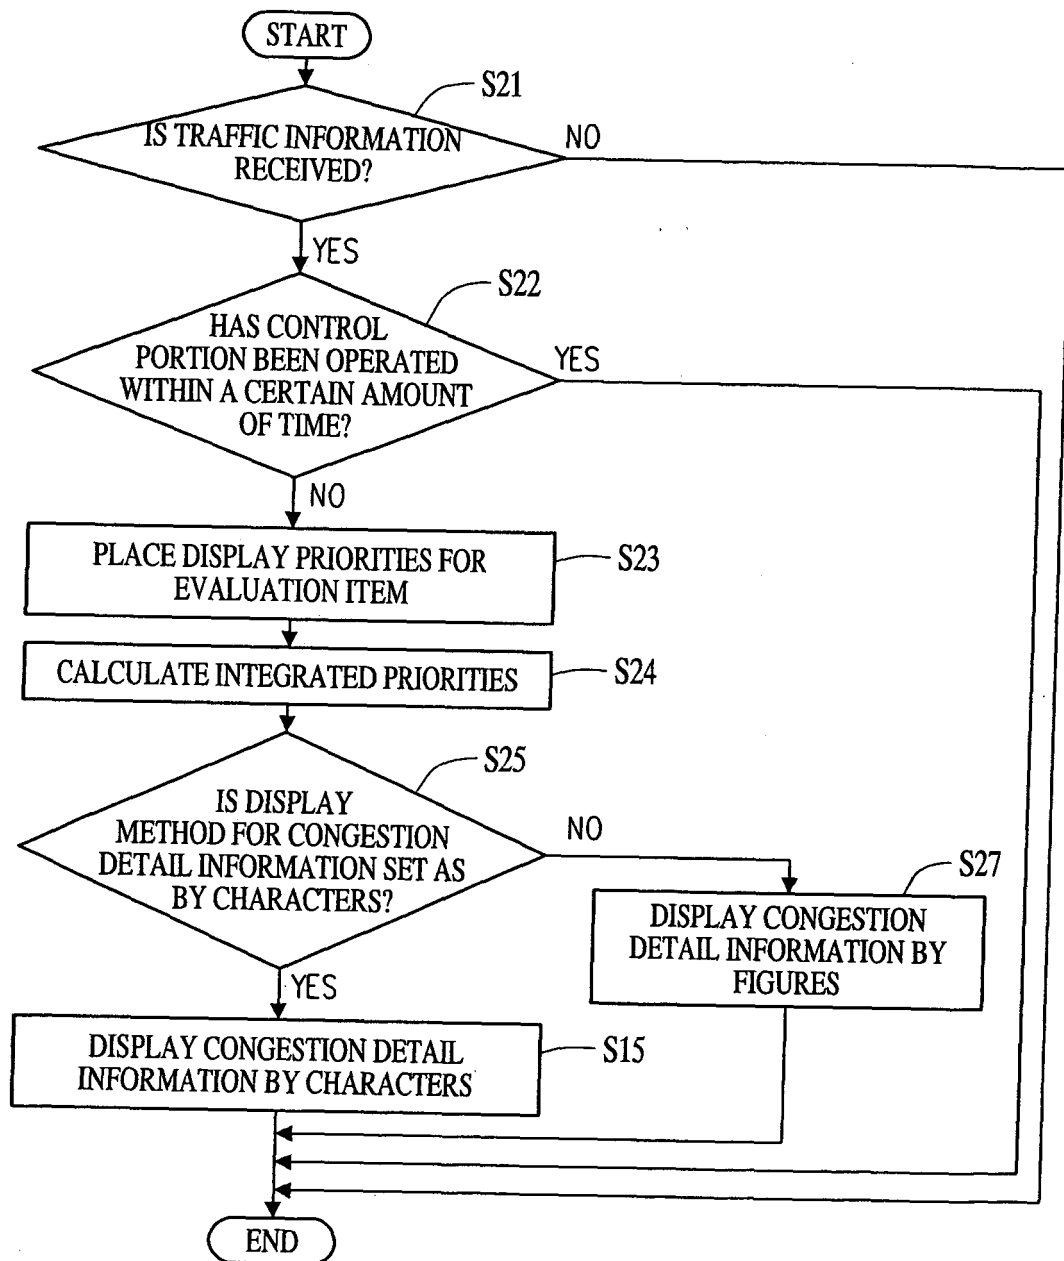 START
S21
IS TRAFFIC INFORMATION
RECEIVED?
NO
YES
S22
HAS CONTROL
PORTION BEEN OPERATED
WITHIN A CERTAIN AMOUNT
OF TIME?
YES
NO
PLACE DISPLAY PRIORITIES FOR
EVALUATION ITEM
S23
CALCULATE INTEGRATED PRIORITIES
S24
S25
IS DISPLAY
METHOD FOR CONGESTION
DETAIL INFORMATION SET AS
BY CHARACTERS?
NO
S27
DISPLAY CONGESTION
DETAIL INFORMATION BY
FIGURES
YES
DISPLAY CONGESTION DETAIL
INFORMATION BY CHARACTERS
S15
END